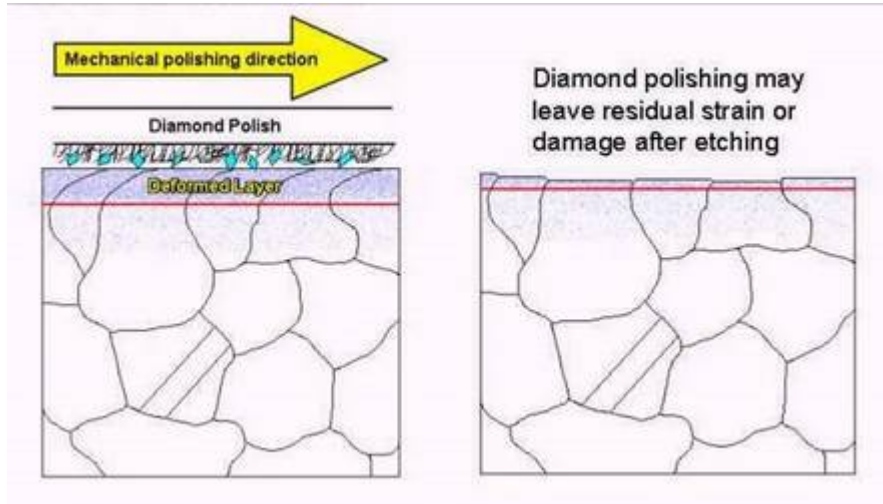 Mechanical polishing direction
Diamond Polish
Deformed Layer
Diamond polishing may
leave residual strain or
damage after etching